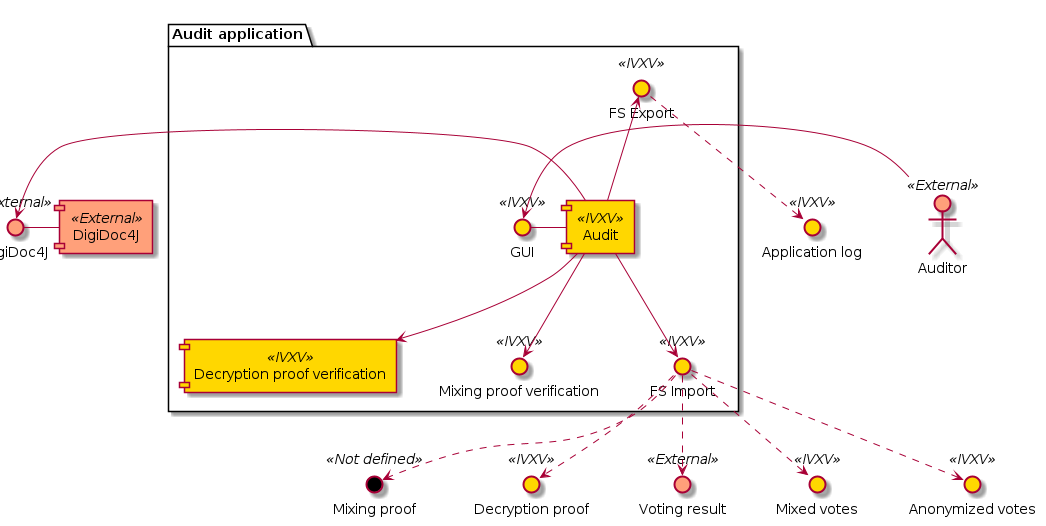 Audit application
«IVXV»
FS Export
«External»
«IVXV»
«IVXV»
«External»
xternal»
«External»
DigiDoc4J
«IVXV»
Audit
giDoc4J
GUI
Application log
Auditor
«IVXV»
«IVXV»
«IVXV»
Decryption proof verification
Mixing proof verification
FS Import
«Not defined»
«IVXV»
«External»
«IVXV»
«IVXV»
Mixing proof
Decryption proof
Voting result
Mixed votes
Anonymized votes